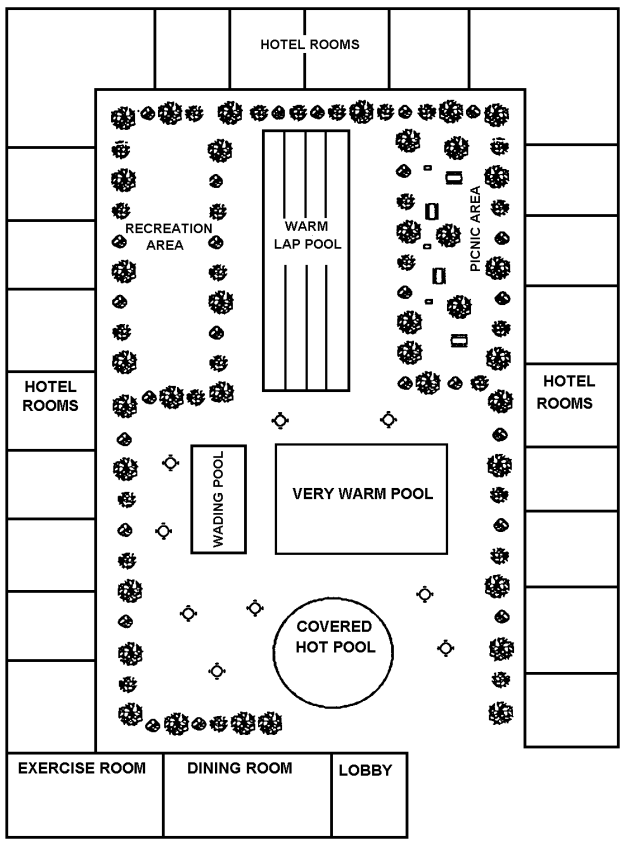 HOTEL ROOMS
RECREATION
AREA
WARM
LAP POOL
PICNIC AREA
HOTEL
ROOMS
HOTEL
ROOMS
WADING POOL
VERY WARM POOL
COVERED
HOT POOL
EXERCISE ROOM
DINING ROOM
LOBBY